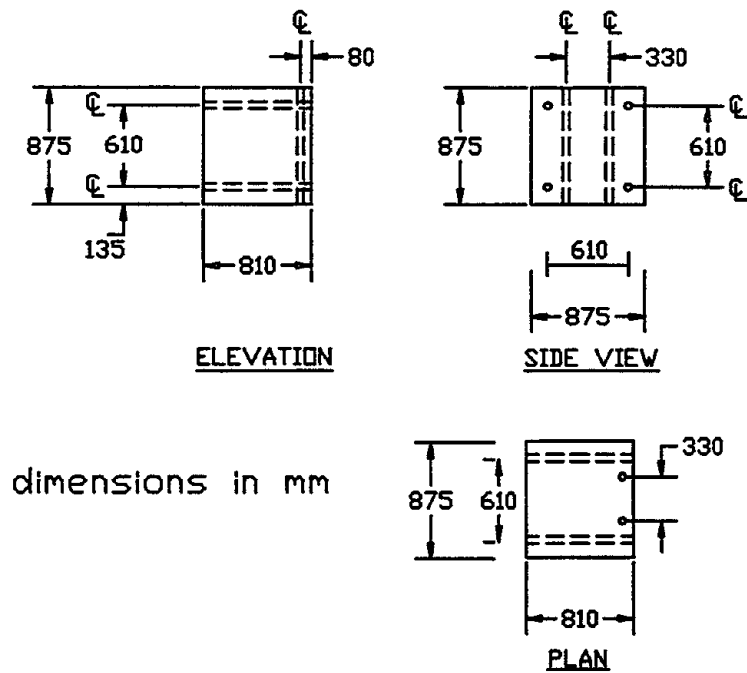 ℄ ℄ ℄
80 330
℄ ℄
875 610 875 610
℄ ℄
135
810 610
875
ELEVATION SIDE VIEW
330
dimensions in mm 875 610
810
PLAN